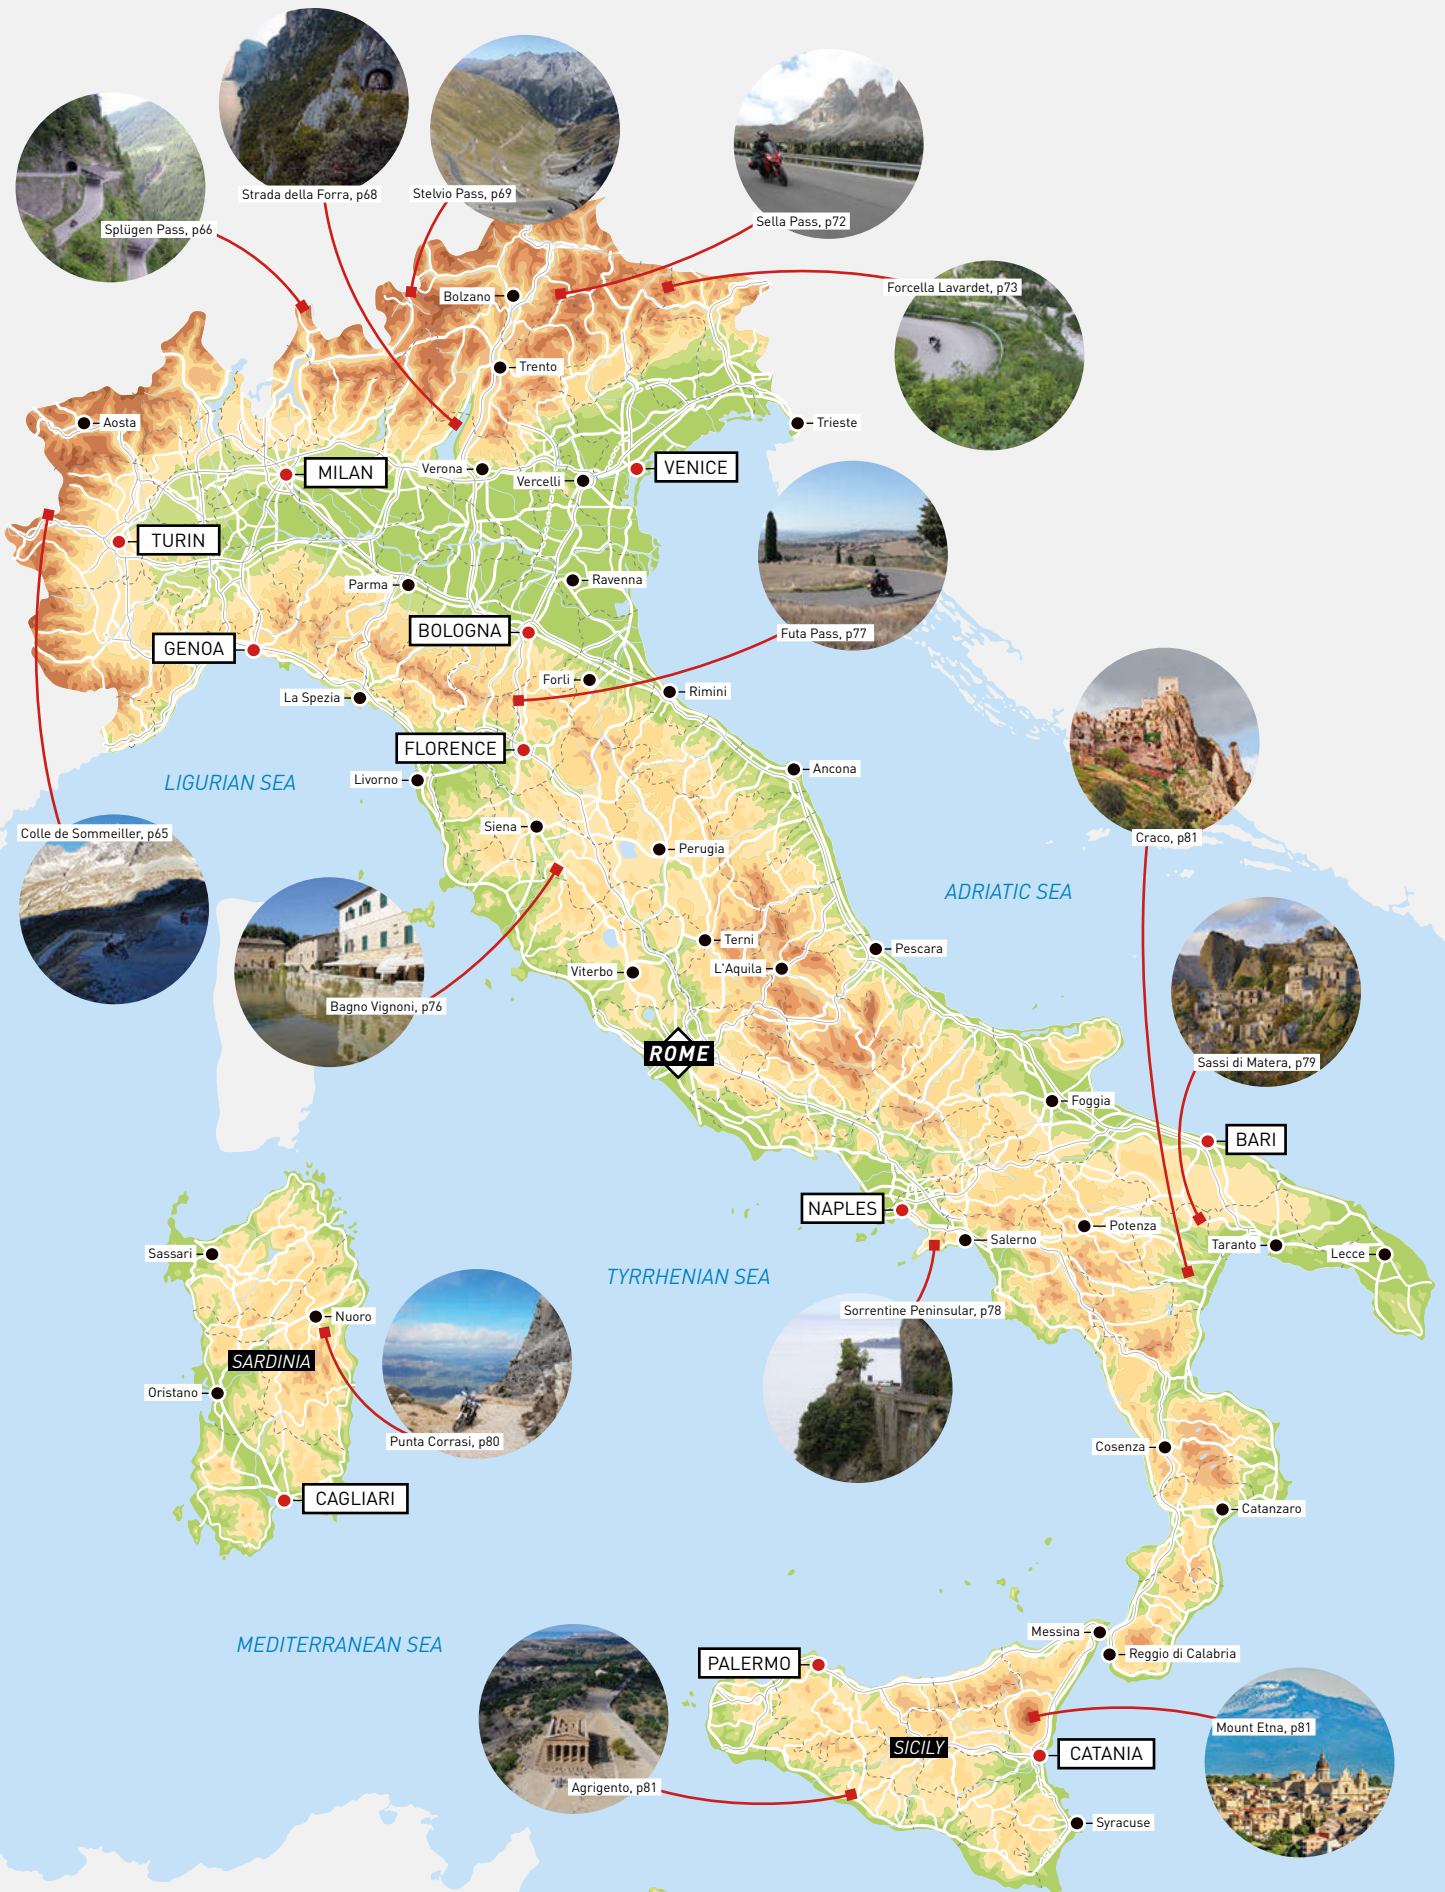 Strada della Forra, p68
Stelvio Pass, p69
Sella Pass, p72
Splügen Pass, p66
Forcella Lavardet, p73
Bolzano
Trento
Aosta
Trieste
MILAN
Verona
VENICE
Vercelli
TURIN
Parma
Ravenna
BOLOGNA
Futa Pass, p77
GENOA
Forli
Rimini
La Spezia
FLORENCE
Ancona
LIGURIAN SEA
Livorno
Siena
Colle de Sommeiller, p65
Craco, p81
Perugia
ADRIATIC SEA
Terni
Pescara
Viterbo
L'Aquila
Bagno Vignoni, p76
ROME
Sassi di Matera, p79
Foggia
BARI
NAPLES
Potenza
Salerno
Taranto
Lecce
Sassari
TYRRHENIAN SEA
Sorrentine Peninsular, p78
Nuoro
SARDINIA
Oristano
Punta Corrasi, p80
Cosenza
CAGLIARI
Catanzaro
Messina
MEDITERRANEAN SEA
Reggio di Calabria
PALERMO
Mount Etna, p81
SICILY
CATANIA
Agrigento, p81
Syracuse